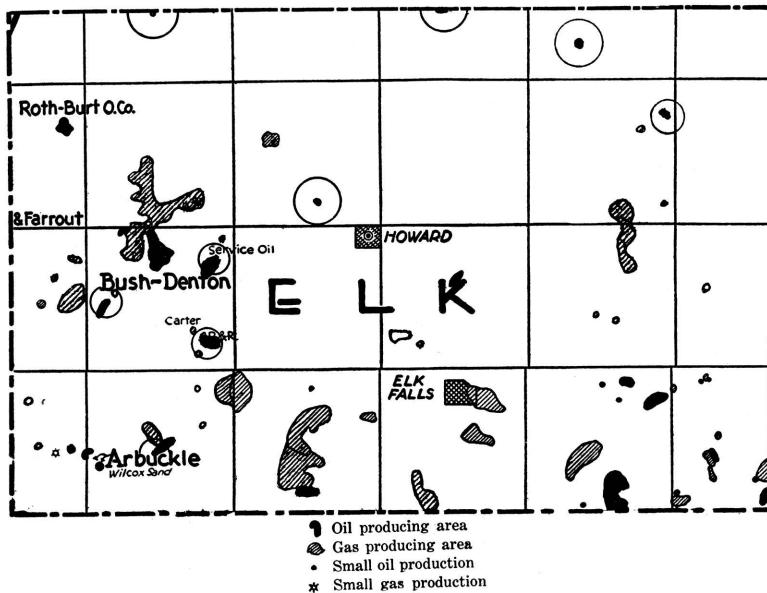 Roth-Burt O.Co.
& Farrout
HOWARD
Service Oil
Bush-Denton
ELK
Carter
ELK
FALLS
Arbuckle
Wilcox Sand
Oil producing area
Gas producing area
Small oil production
Small gas production